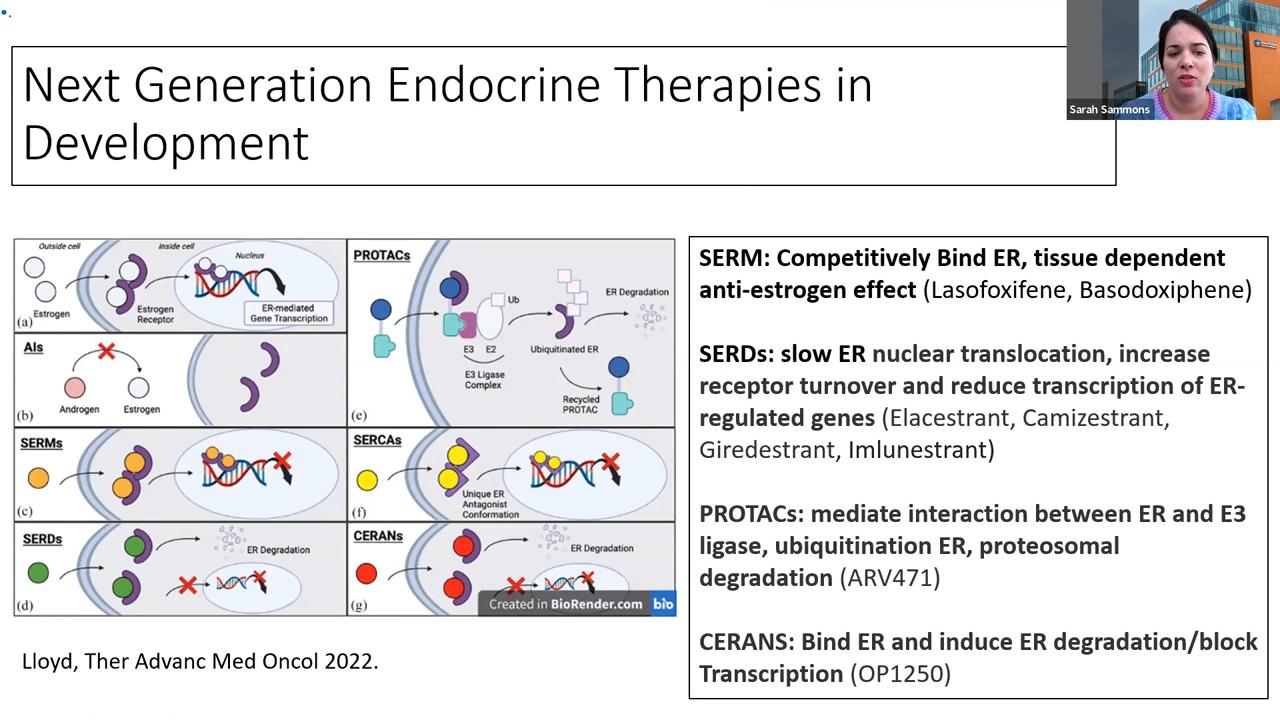 Sarah Sammons
Next Generation Endocrine Therapies in
Development
Outside cell
Inside cell
Nucleus
Estrogen
Estrogen
Receptor
ER-mediated
Gene Transcription
(a)
AIs
Androgen
Estrogen
(b)
SERMs
(c)
SERDs
ER Degradation
(d)
PROTACs
Ub
ER Degradation
E3
E2
E3 Ligase
Complex
Ubiquitinated ER
Recycled
PROTAC
(e)
SERCAs
Unique ER
Antagonist
Conformation
(f)
CERANs
ER Degradation
(g)
Created in BioRender.com bio
SERM: Competitively Bind ER, tissue dependent
anti-estrogen effect (Lasofoxifene, Basodoxiphene)
SERDs: slow ER nuclear translocation, increase
receptor turnover and reduce transcription of ER-
regulated genes (Elacestrant, Camizestrant,
Giredestrant, Imlunestrant)
PROTACs: mediate interaction between ER and E3
ligase, ubiquitination ER, proteosomal
degradation (ARV471)
CERANS: Bind ER and induce ER degradation/block
Transcription (OP1250)
Lloyd, Ther Advanc Med Oncol 2022.